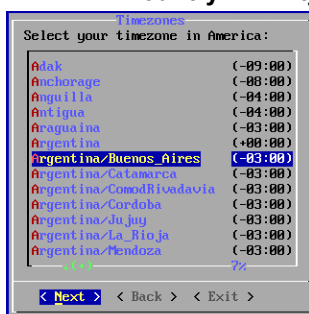 Timezones
Select your timezone in America:
Adak (-09:00)
Anchorage (-08:00)
Anguilla (-04:00)
Antigua (-04:00)
Araguaina (-03:00)
Argentina (+00:00)
Argentina/Buenos_Aires (-03:00)
Argentina/Catamarca (-03:00)
Argentina/ComodRivadavia (-03:00)
Argentina/Cordoba (-03:00)
Argentina/Jujuy (-03:00)
Argentina/La_Rioja (-03:00)
Argentina/Mendoza (-03:00)
↓(+) 7%
< Next > < Back > < Exit >